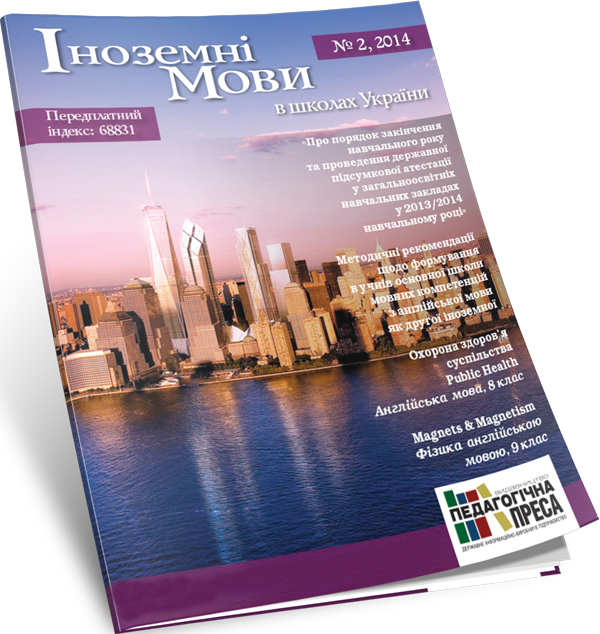 Іноземні
Мови
в школах України
№ 2, 2014
Передплатний
індекс: 68831
«Про порядок закінчення
навчального року
та проведення державної
підсумкової атестації
у загальноосвітніх
навчальних закладах
у 2013/2014
навчальному році»
Методичні рекомендації
щодо формування
в учнів основної школи
мовних компетенцій
з англійської мови
як другої іноземної
Охорона здоров'я
суспільства
Public Health
Англійська мова, 8 клас
Magnets & Magnetism
Фізика англійською
мовою, 9 клас
ВИДАВНИЦТВО
ПЕДАГОГІЧНА
ПРЕСА
ДЕРЖАВНЕ ІНФОРМАЦІЙНО-ВИРОБНИЧЕ ПІДПРИЄМСТВО